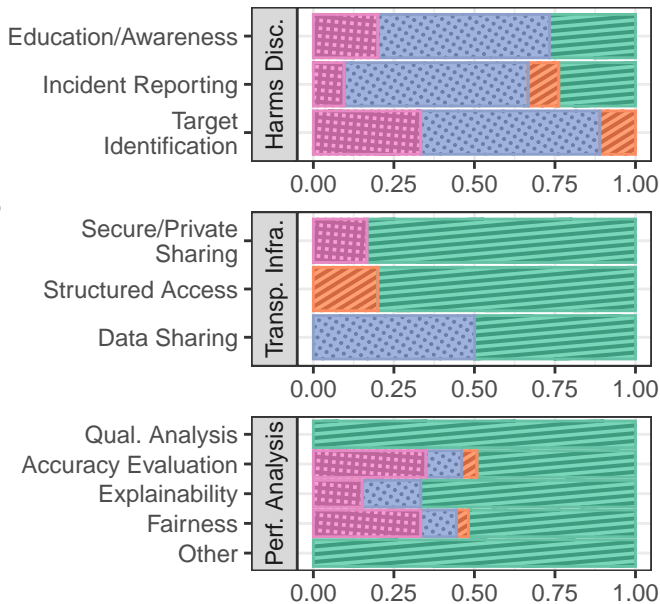 Education/Awareness
Incident Reporting
Target
Identification
Harms Disc.
0.00 0.25 0.50 0.75 1.00
Secure/Private
Sharing
Structured Access
Data Sharing
Transp. Infra.
0.00 0.25 0.50 0.75 1.00
Qual. Analysis
Accuracy Evaluation
Explainability
Fairness
Other
Perf. Analysis
0.00 0.25 0.50 0.75 1.00